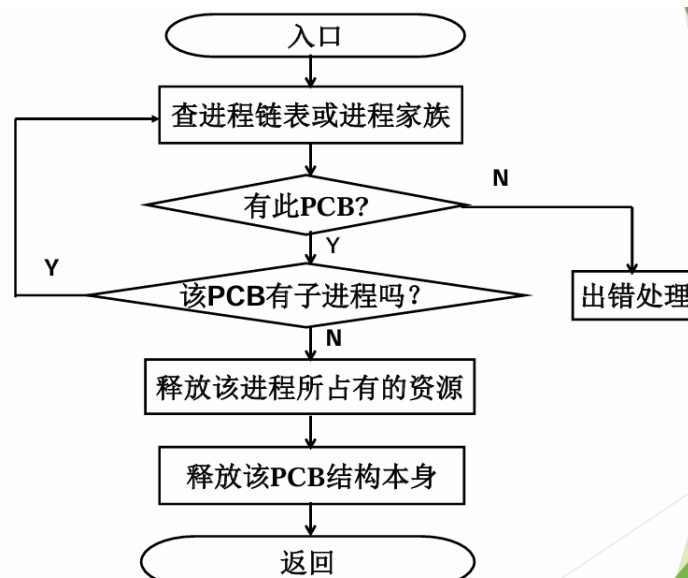 入口
查进程链表或进程家族
有此PCB?
N
Y
Y
该PCB有子进程吗？
出错处理
N
释放该进程所占有的资源
释放该PCB结构本身
返回